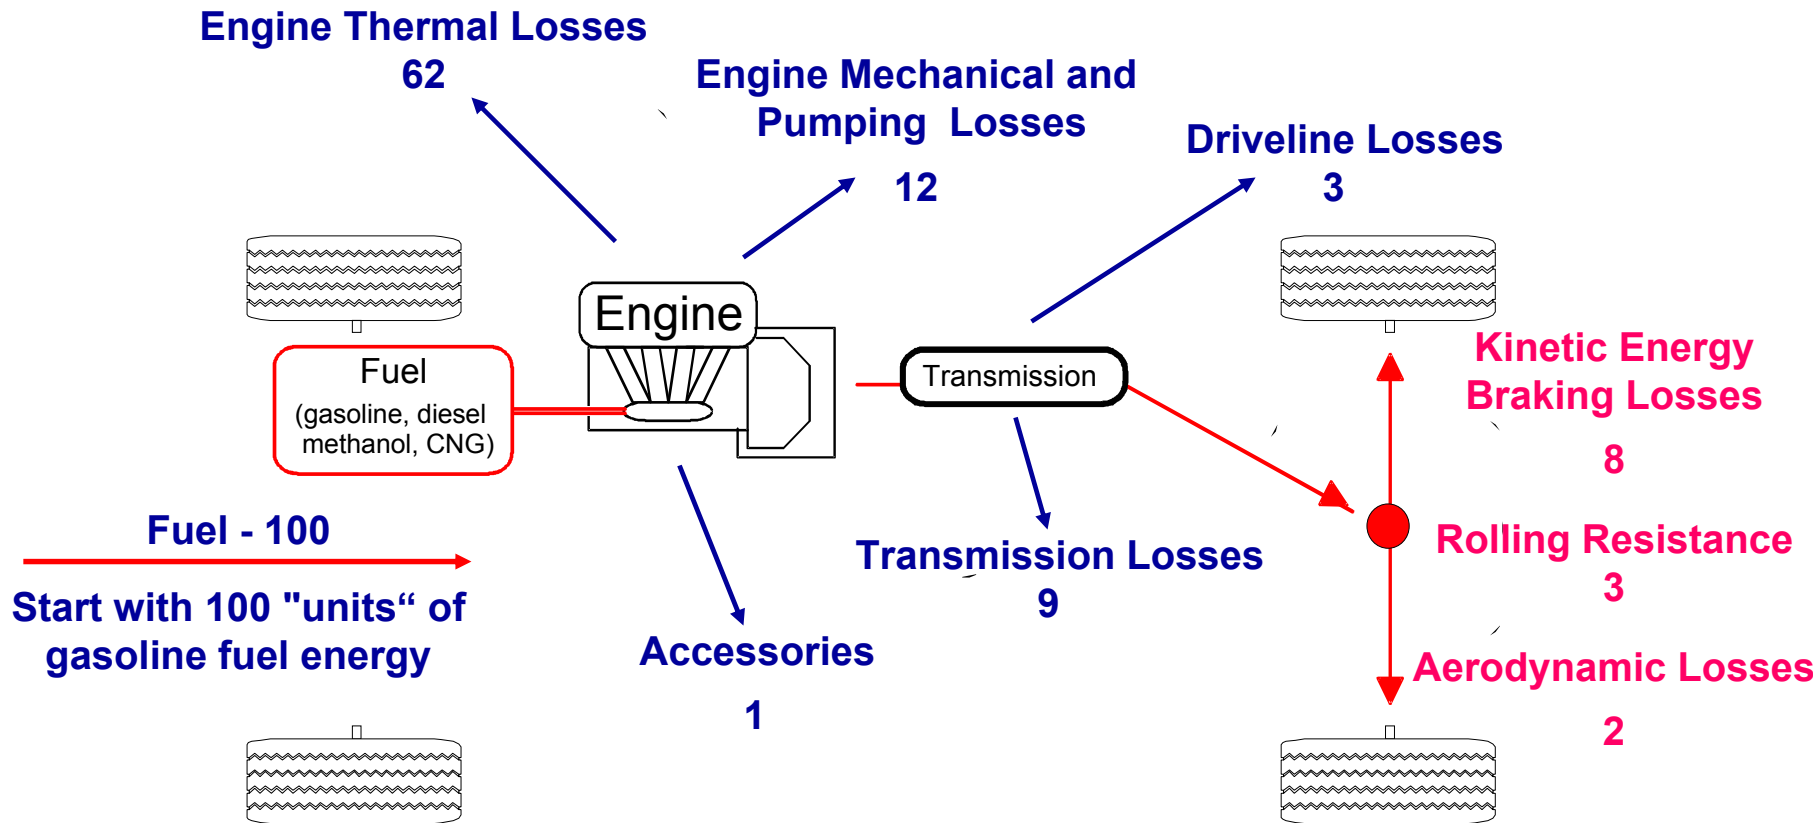 Engine Thermal Losses
62
Engine Mechanical and
Pumping  Losses
12
Driveline Losses
3
Engine
Fuel
(gasoline, diesel
methanol, CNG)
Transmission
Kinetic Energy
Braking Losses
8
Fuel - 100
Start with 100 "units“ of
gasoline fuel energy
Transmission Losses
9
Rolling Resistance
3
Accessories
1
Aerodynamic Losses
2